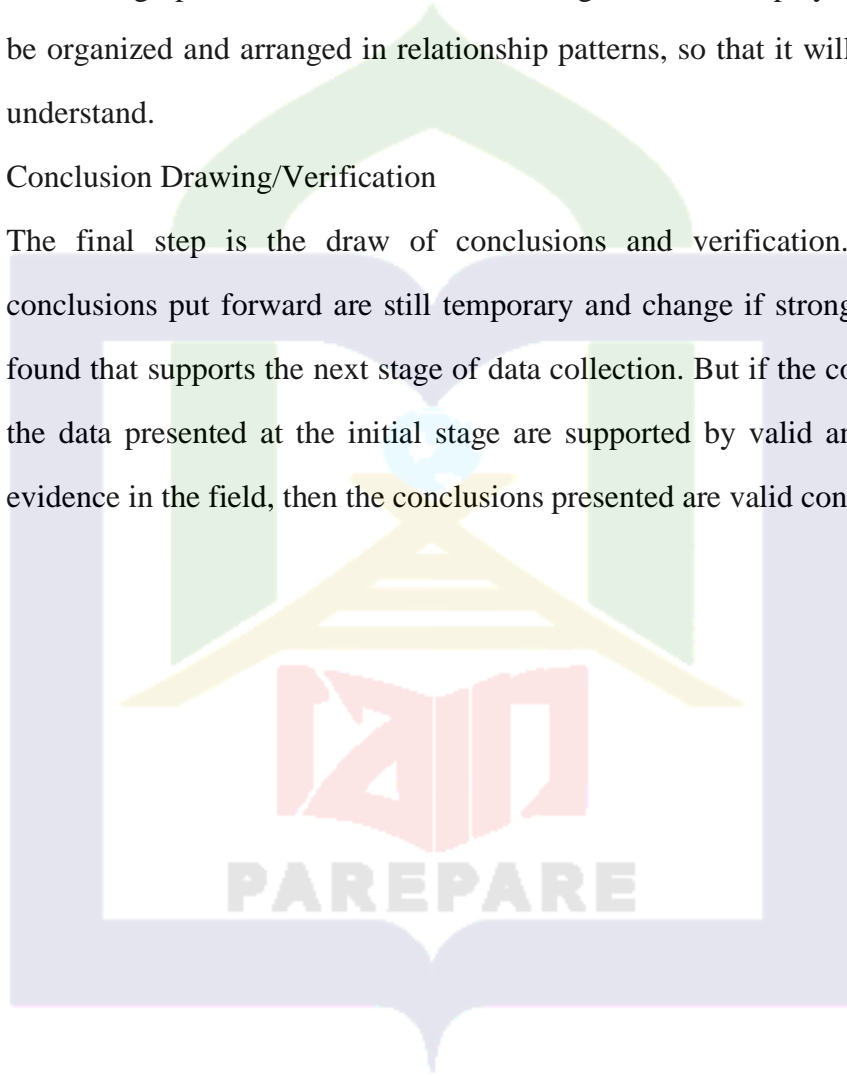 be organized and arranged in relationship patterns, so that it will
understand.
Conclusion Drawing/Verification
The final step is the draw of conclusions and verification.
conclusions put forward are still temporary and change if strong
found that supports the next stage of data collection. But if the
the data presented at the initial stage are supported by valid
evidence in the field, then the conclusions presented are valid
PAREPARE